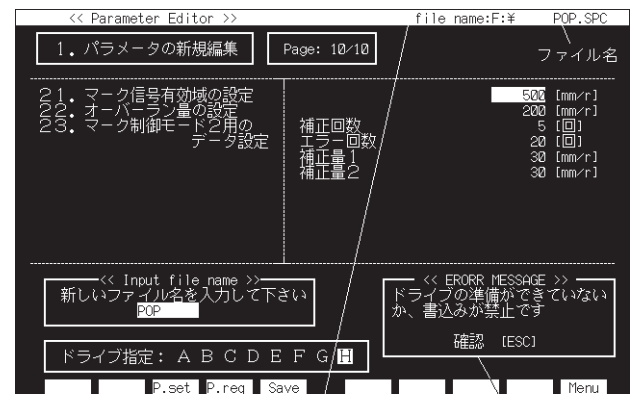 << Parameter Editor >> file name:F:¥ POP.SPC
1. パラメータの新規編集 Page: 10/10
ファイル名
21. マーク信号有効域の設定 500 [mm/r]
22. オーバーラン量の設定 200 [mm/r]
23. マーク制御モード2用の 補正回数 5 [回]
データ設定 エラー回数 20 [回]
補正量1 30 [mm/r]
補正量2 30 [mm/r]
<< Input file name >>
新しいファイル名を入力して下さい
POP
<< ERORR MESSAGE >>
ドライブの準備ができていない
か、書込みが禁止です
確認 [ESC]
ドライブ指定: A B C D E F G H
P.set P.reg Save Menu